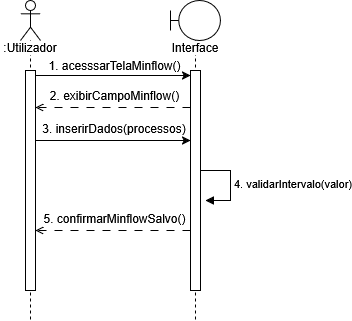 :Utilizador
Interface
1. acesssarTelaMinflow()
2. exibirCampoMinflow()
3. inserirDados(processos)
4. validarIntervalo(valor)
5. confirmarMinflowSalvo()